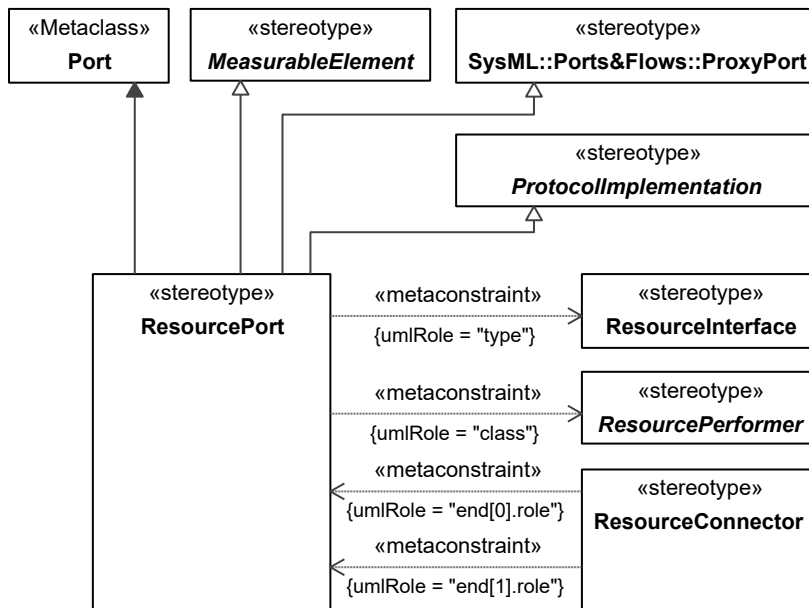 «Metaclass»
Port
«stereotype»
MeasurableElement
«stereotype»
SysML::Ports&Flows::ProxyPort
«stereotype»
ProtocolImplementation
«stereotype»
ResourcePort
«metaconstraint»
{umlRole = "type"}
«stereotype»
ResourceInterface
«metaconstraint»
{umlRole = "class"}
«stereotype»
ResourcePerformer
«metaconstraint»
{umlRole = "end[0].role"}
«metaconstraint»
{umlRole = "end[1].role"}
«stereotype»
ResourceConnector